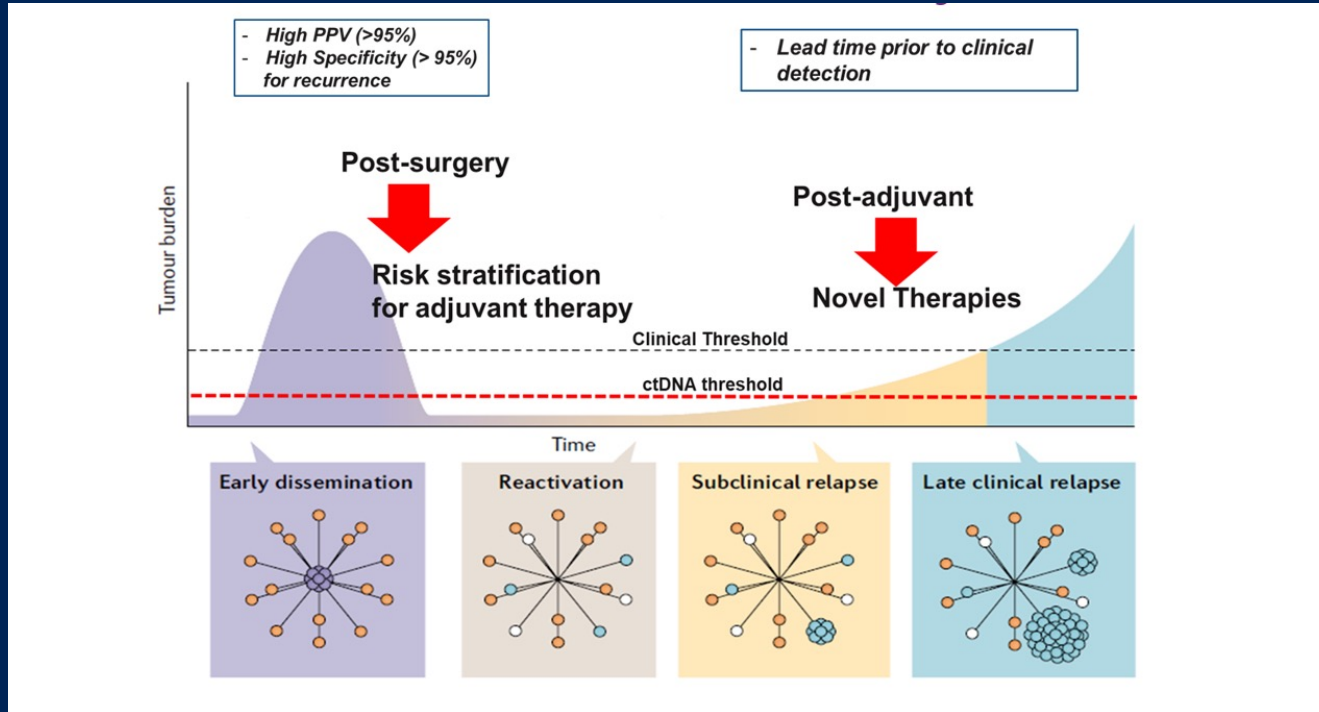 - High PPV (>95%)
- High Specificity (> 95%)
for recurrence
- Lead time prior to clinical
detection
Post-surgery
Risk stratification
for adjuvant therapy
Post-adjuvant
Novel Therapies
Tumour burden
Clinical Threshold
ctDNA threshold
Time
Early dissemination
Reactivation
Subclinical relapse
Late clinical relapse